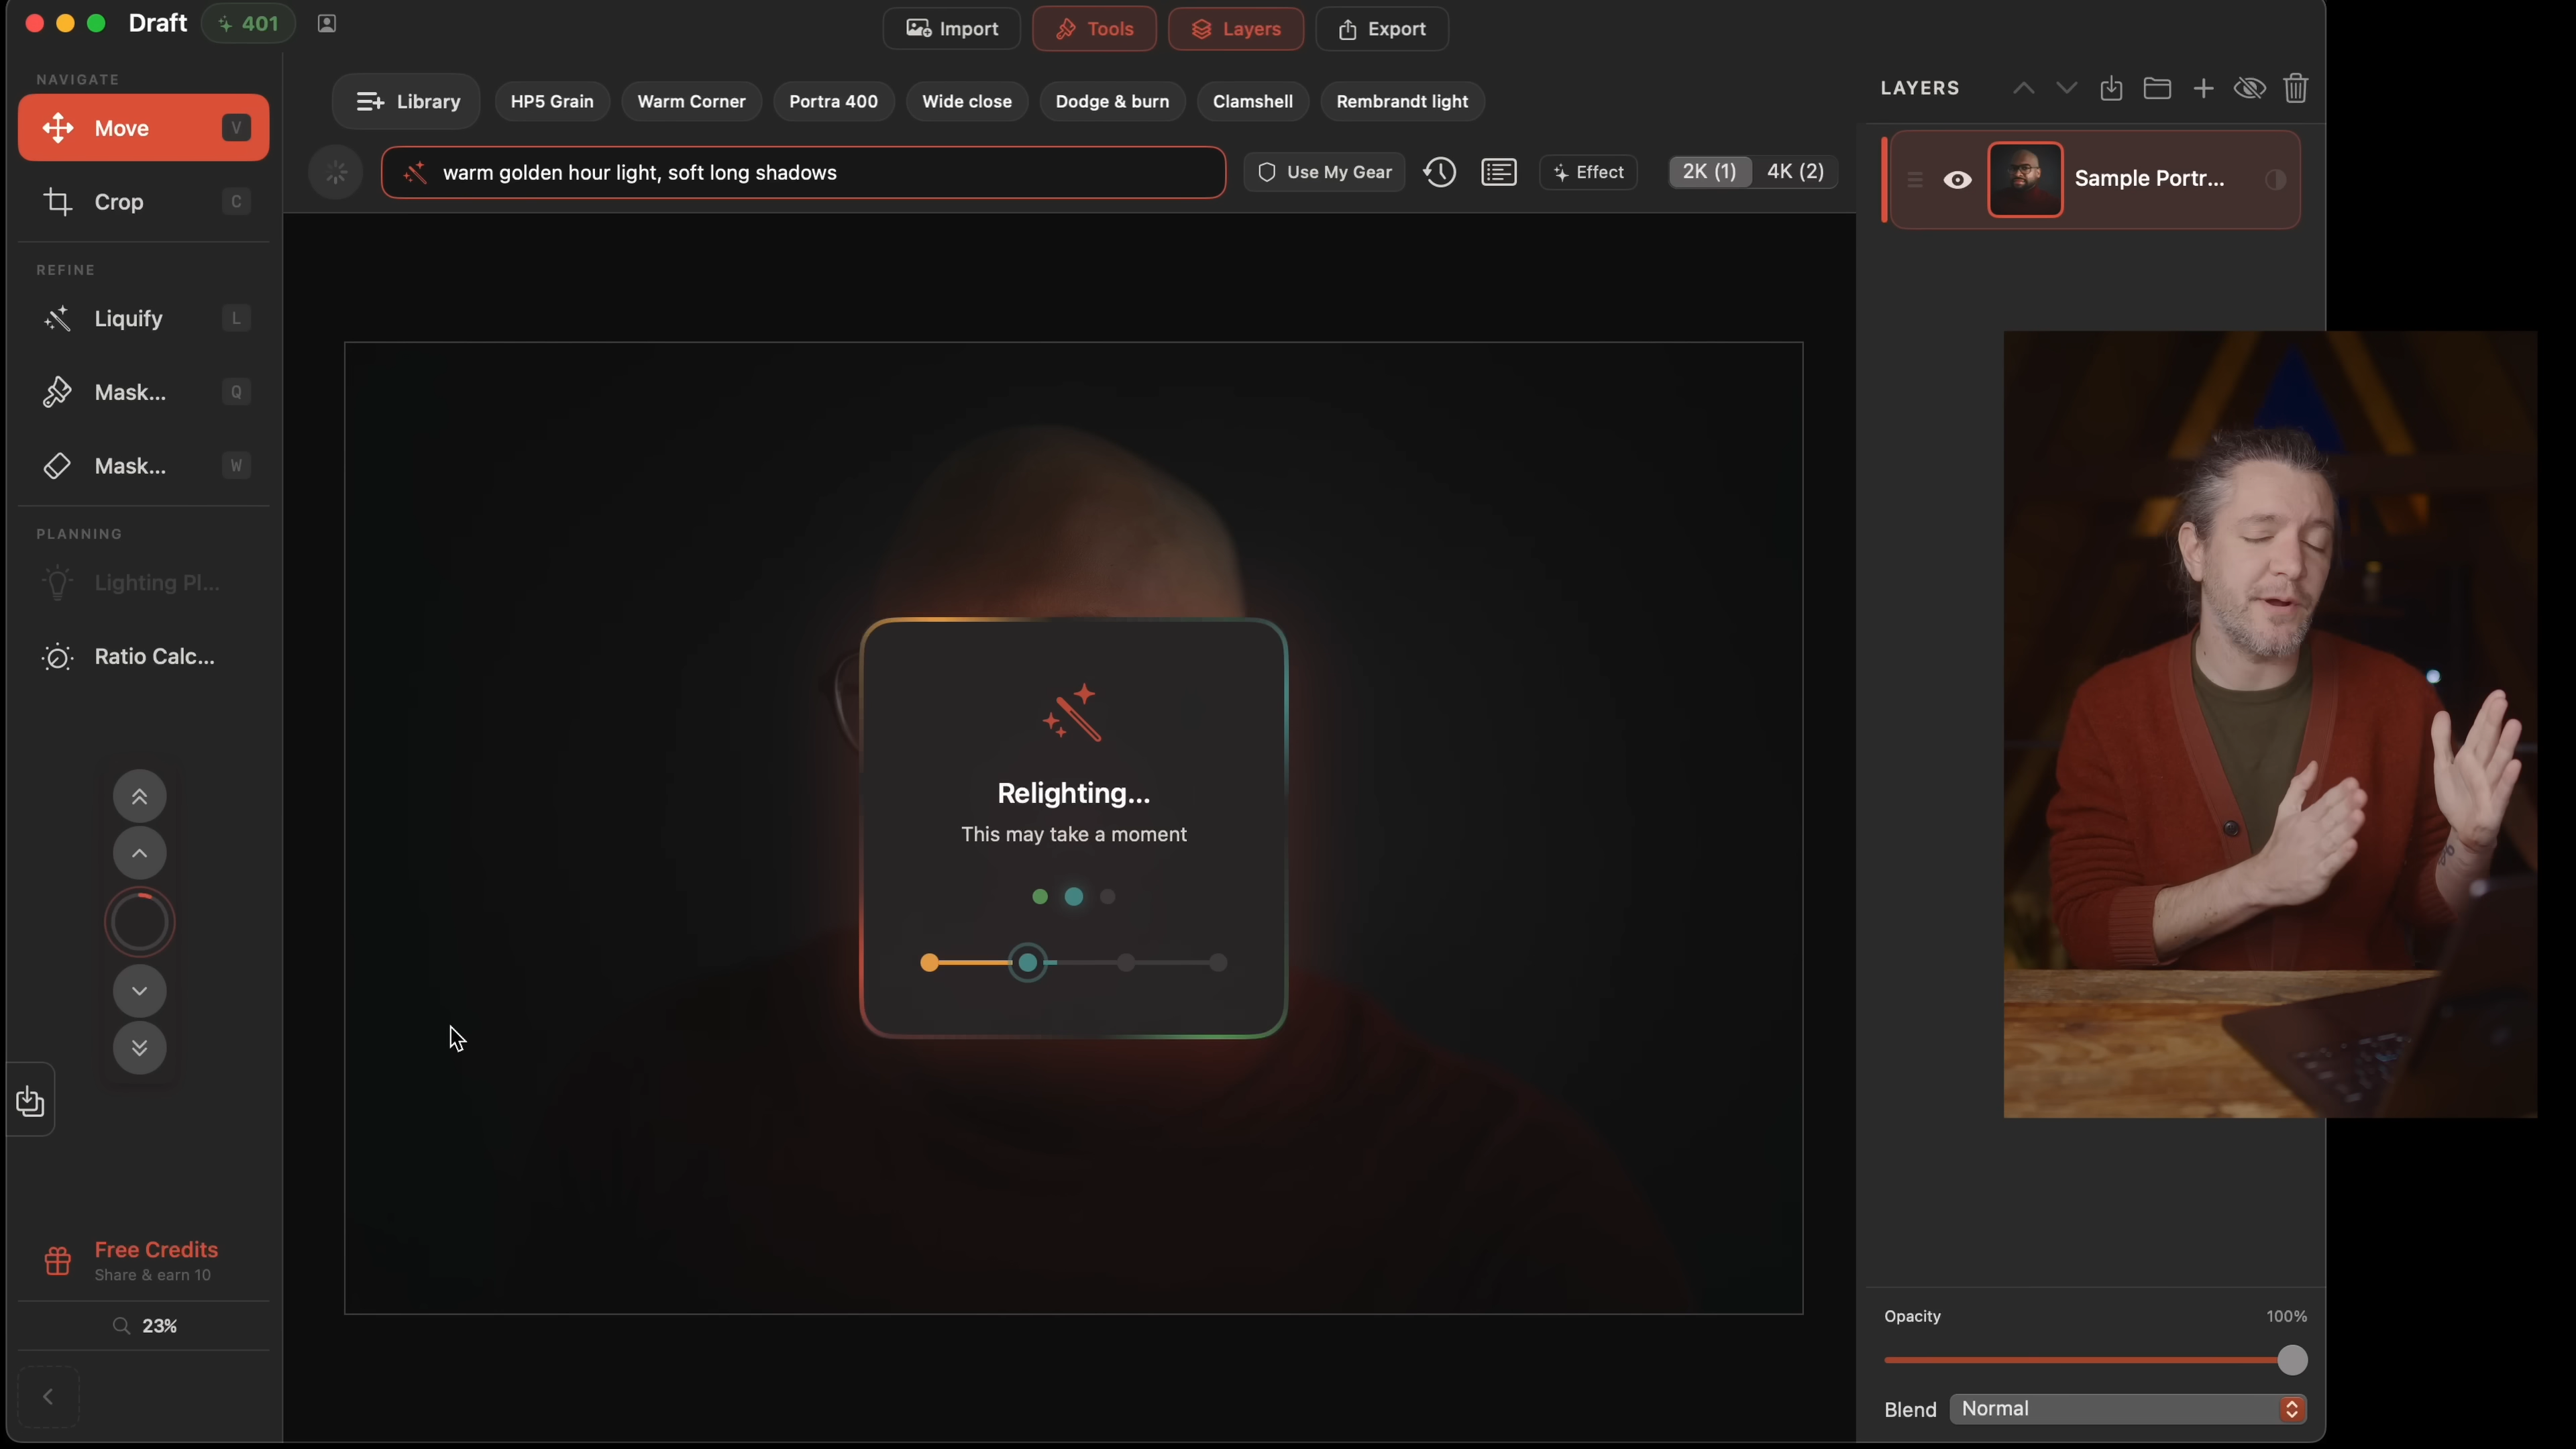 Draft
401
Import
Tools
Layers
Export
NAVIGATE
Move V
Crop C
REFINE
Liquify L
Mask... Q
Mask... W
PLANNING
Lighting Pl...
Ratio Calc...
Free Credits
Share & earn 10
23%
Library
HP5 Grain
Warm Corner
Portra 400
Wide close
Dodge & burn
Clamshell
Rembrandt light
warm golden hour light, soft long shadows
Use My Gear
Effect
2K (1)
4K (2)
Relighting...
This may take a moment
LAYERS
Sample Portr...
Opacity 100%
Blend Normal